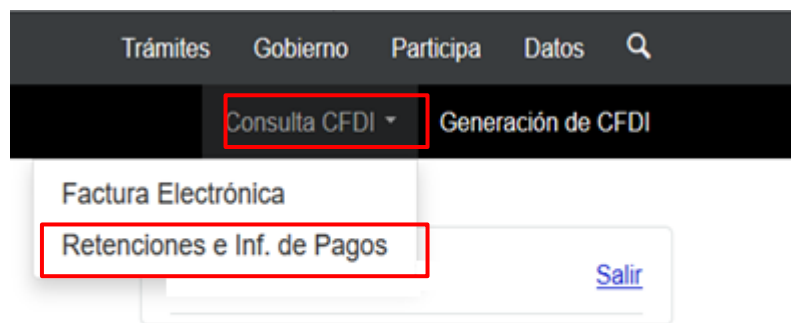 Trámites Gobierno Participa Datos
Consulta CFDI Generación de CFDI
Factura Electrónica
Retenciones e Inf. de Pagos
Salir